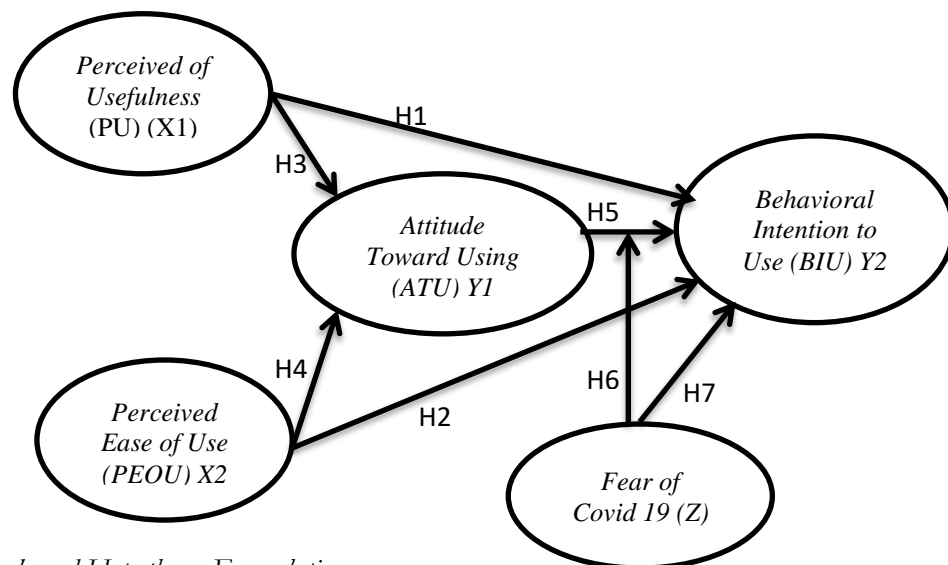 Perceived of
Usefulness
(PU) (X1)
H1
H3
Attitude
Toward Using
(ATU) Y1
H5
Behavioral
Intention to
Use (BIU) Y2
H4
Perceived
Ease of Use
(PEOU) X2
H2
H6
H7
Fear of
Covid 19 (Z)